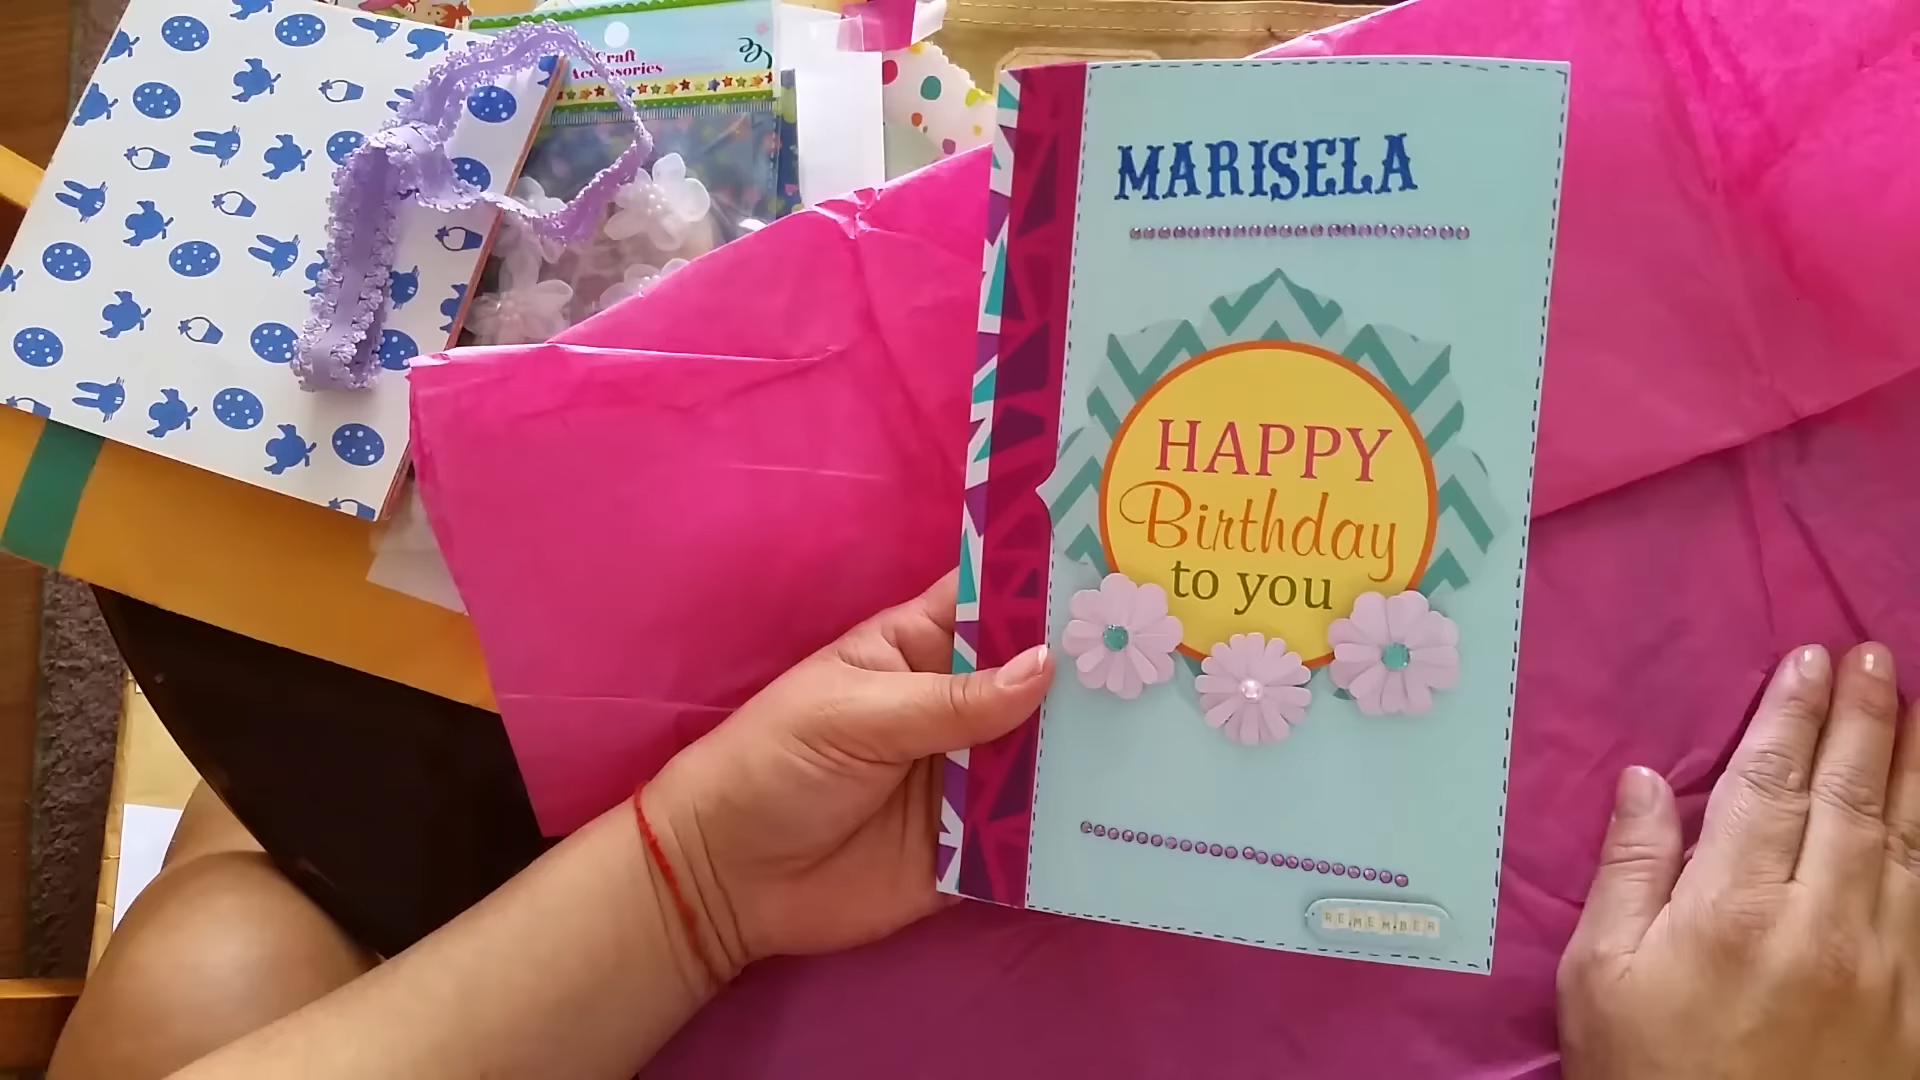 Craft
Accessories
MARISELA
HAPPY
Birthday
to you
REMEMBER